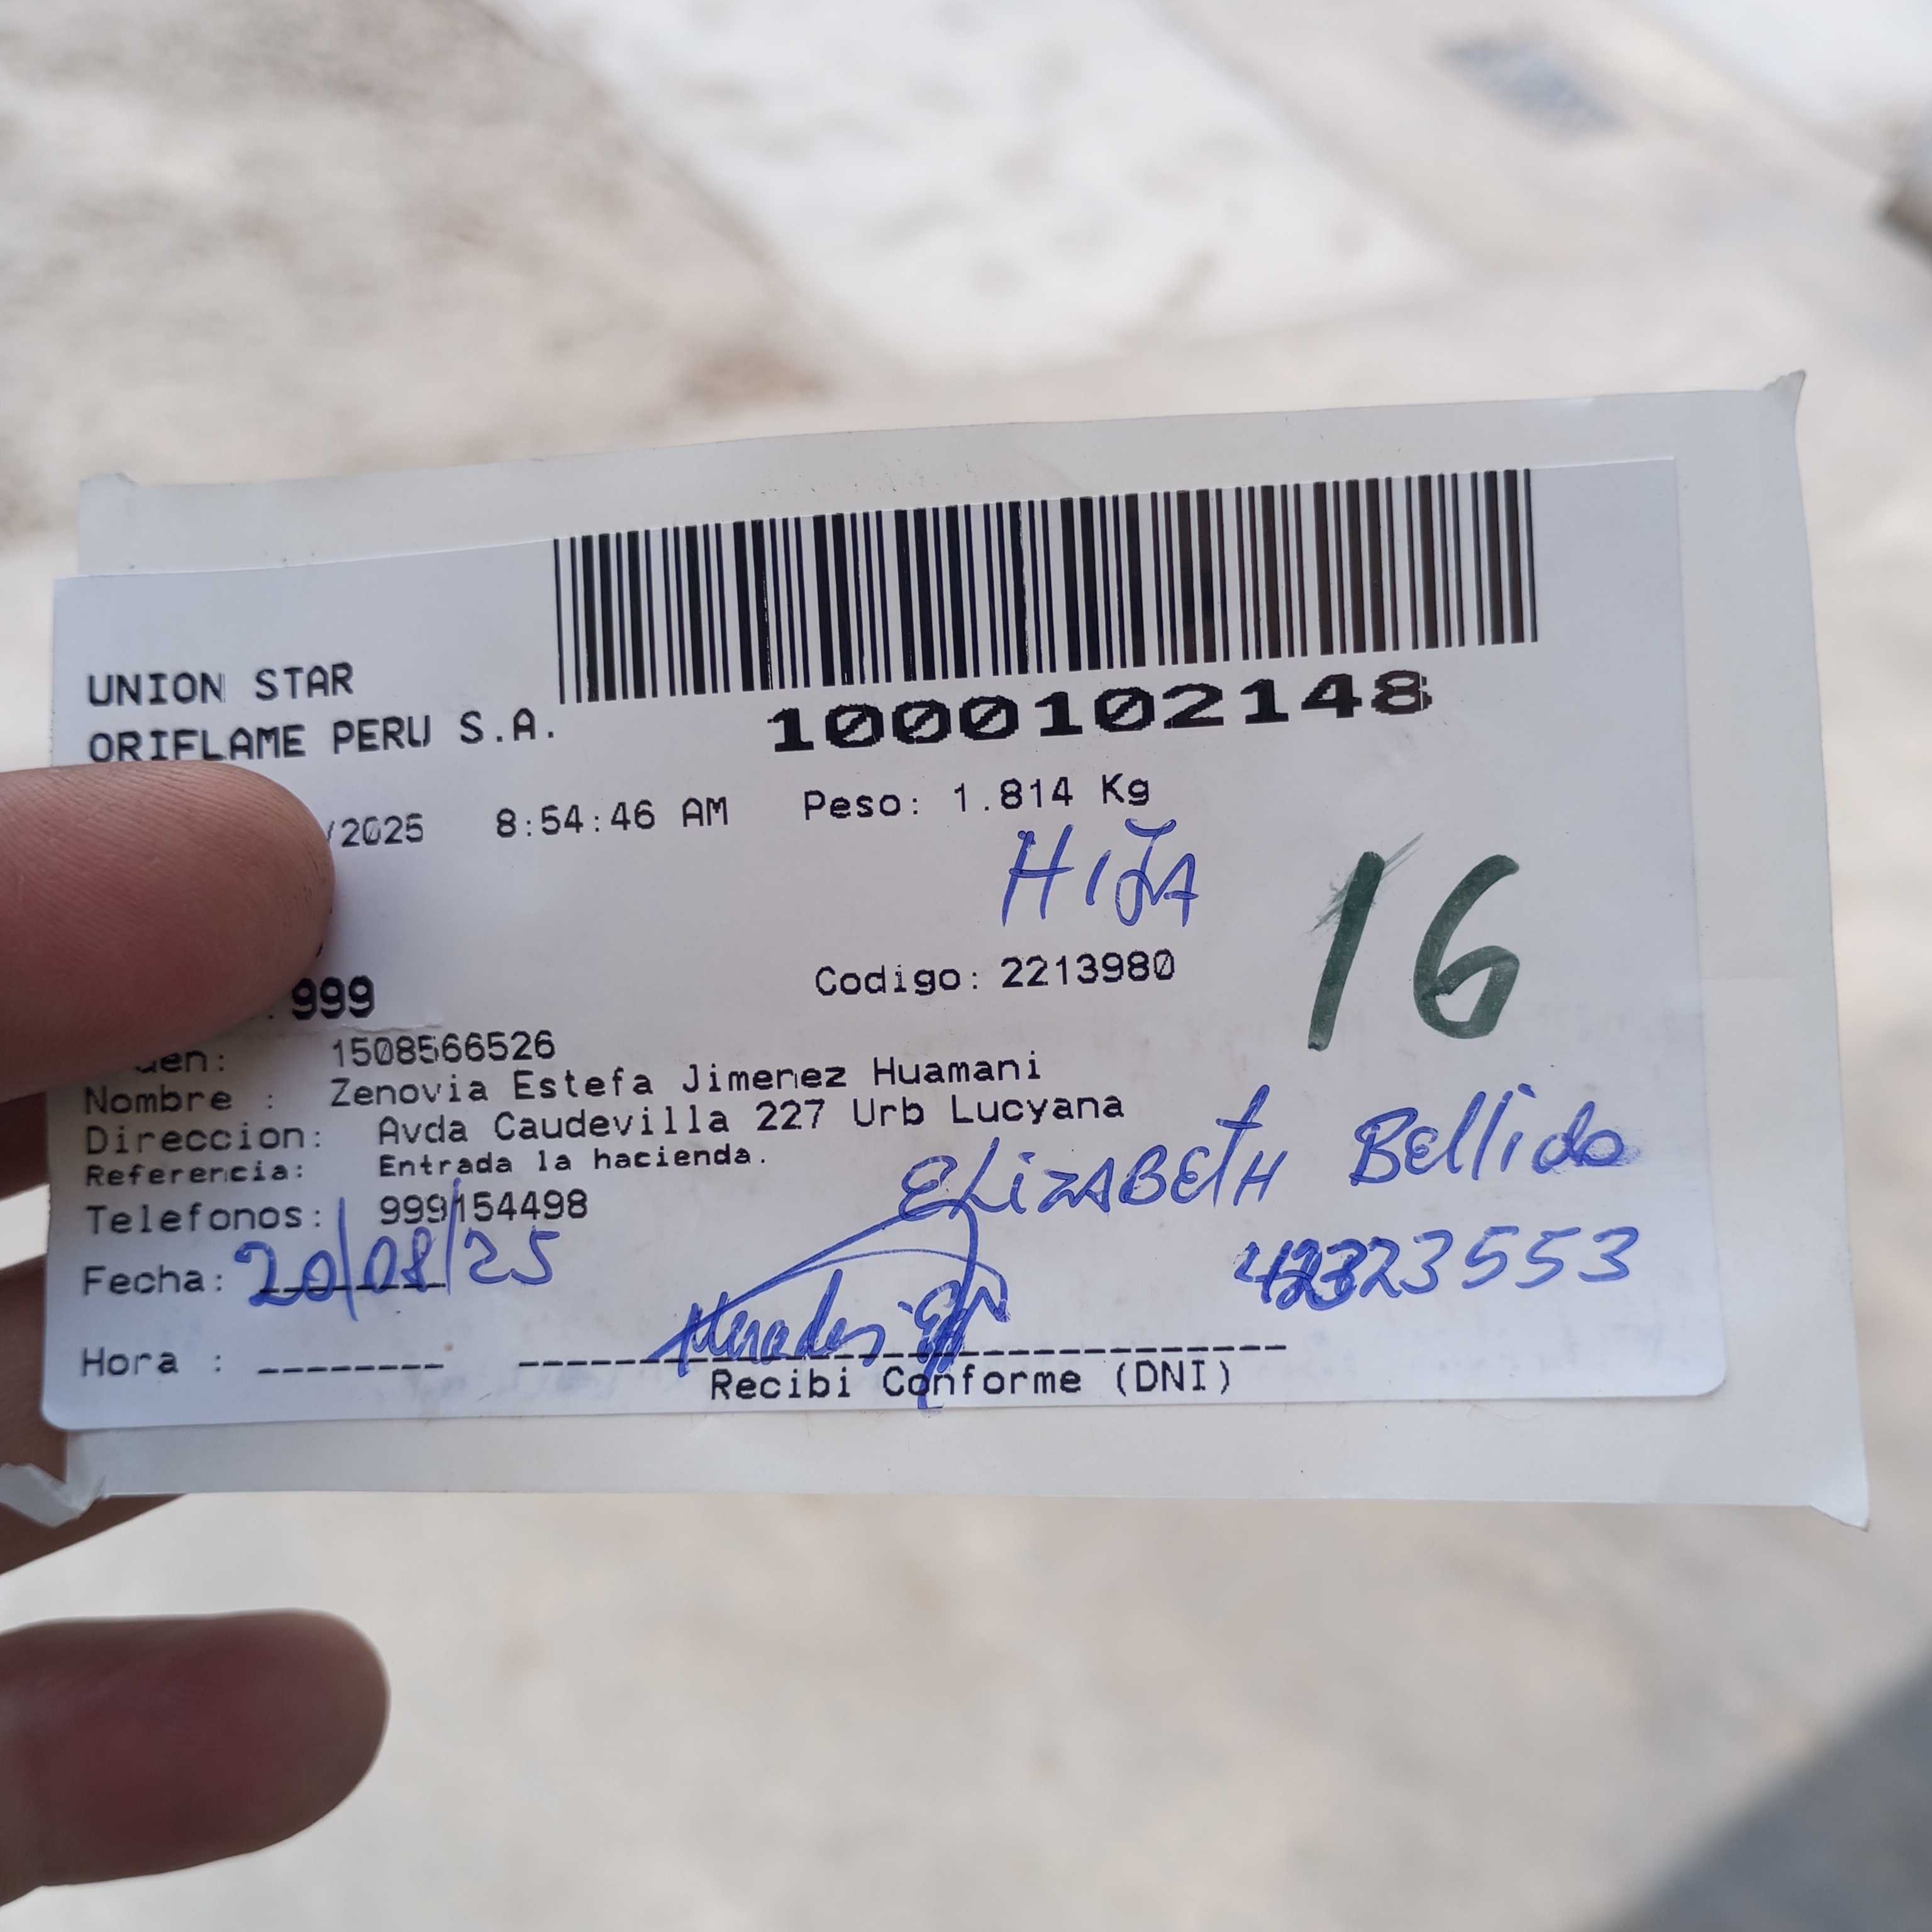 UNION STAR
ORIFLAME PERU S.A.
1000102148
/2025 8:54:46 AM Peso: 1.814 Kg
HIJA
16
999 Codigo: 2213980
1508566526
Nombre : Zenovia Estefa Jimenez Huamani
Direccion: Avda Caudevilla 227 Urb Lucyana
Referencia: Entrada la hacienda.
ELIZABETH Bellido
Telefonos: 999154498
Fecha: 20/08/25
Hora :
Recibi Conforme (DNI)